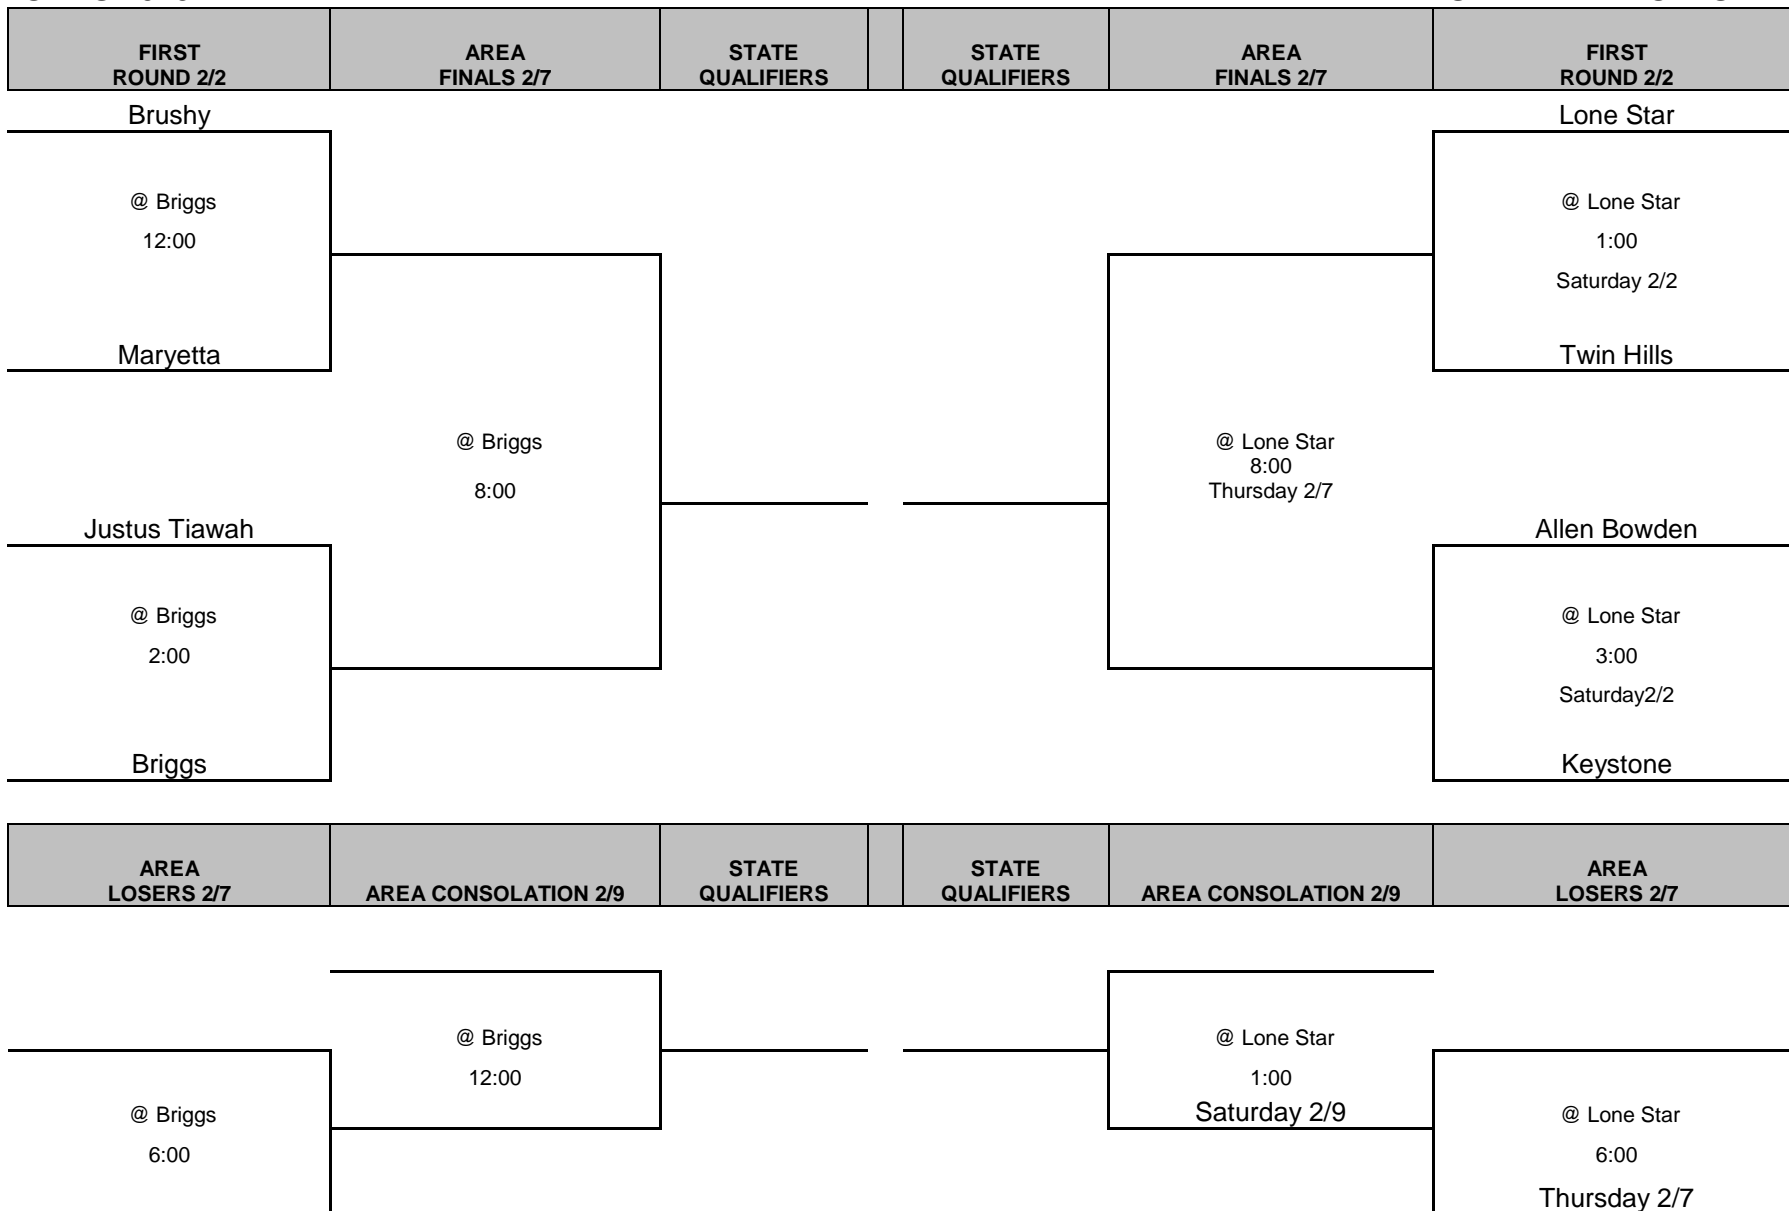 FIRST
ROUND 2/2
AREA
FINALS 2/7
STATE
QUALIFIERS
STATE
QUALIFIERS
AREA
FINALS 2/7
FIRST
ROUND 2/2
Brushy
Lone Star
@ Briggs
@ Lone Star
12:00
1:00
Saturday 2/2
Maryetta
Twin Hills
@ Briggs
@ Lone Star
8:00
8:00
Thursday 2/7
Justus Tiawah
Allen Bowden
@ Briggs
@ Lone Star
2:00
3:00
Saturday2/2
Briggs
Keystone
AREA
LOSERS 2/7
AREA CONSOLATION 2/9
STATE
QUALIFIERS
STATE
QUALIFIERS
AREA CONSOLATION 2/9
AREA
LOSERS 2/7
@ Briggs
@ Lone Star
12:00
1:00
Saturday 2/9
@ Briggs
@ Lone Star
6:00
6:00
Thursday 2/7